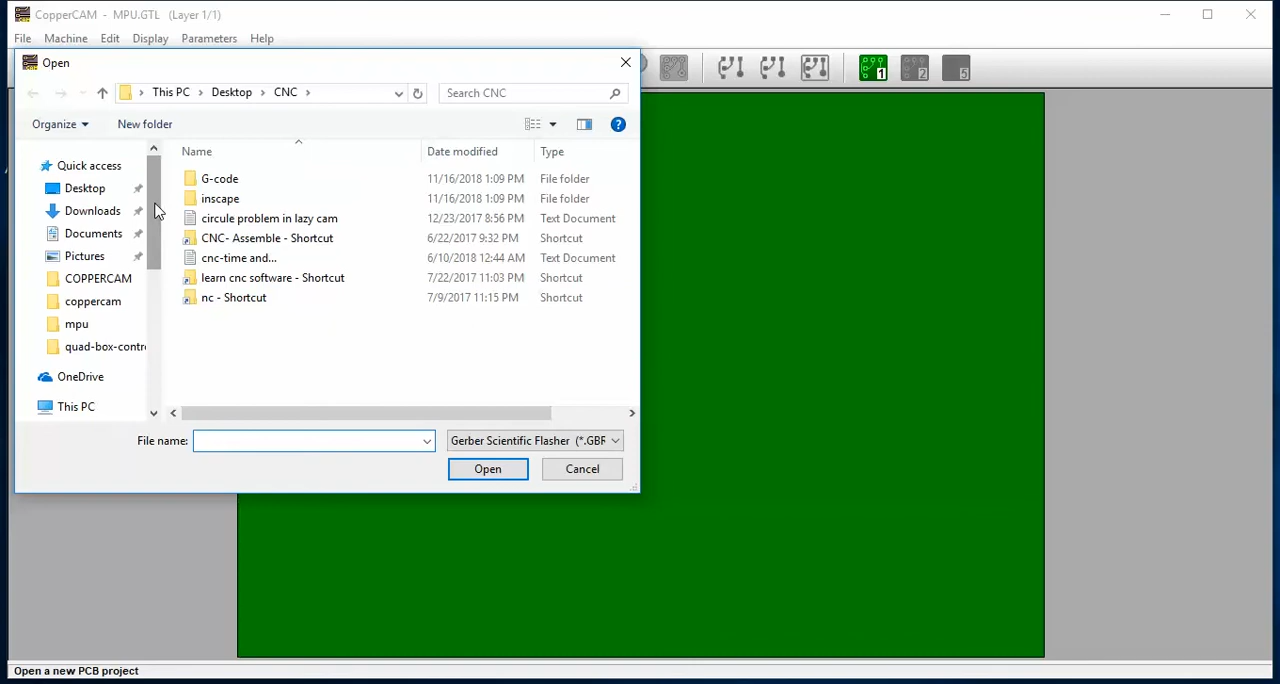 CopperCAM - MPU.GTL (Layer 1/1)
File Machine Edit Display Parameters Help
Open
1 2 5
This PC > Desktop > CNC >
Search CNC
Organize New folder
Name Date modified Type
Quick access
Desktop
Downloads
Documents
Pictures
COPPERCAM
coppercam
mpu
quad-box-contr
OneDrive
This PC
G-code 11/16/2018 1:09 PM File folder
inscape 11/16/2018 1:09 PM File folder
circule problem in lazy cam 12/23/2017 8:56 PM Text Document
CNC- Assemble - Shortcut 6/22/2017 9:32 PM Shortcut
cnc-time and... 6/10/2018 12:44 AM Text Document
learn cnc software - Shortcut 7/22/2017 11:03 PM Shortcut
nc - Shortcut 7/9/2017 11:15 PM Shortcut
File name: Gerber Scientific Flasher (*.GBR
Open Cancel
Open a new PCB project